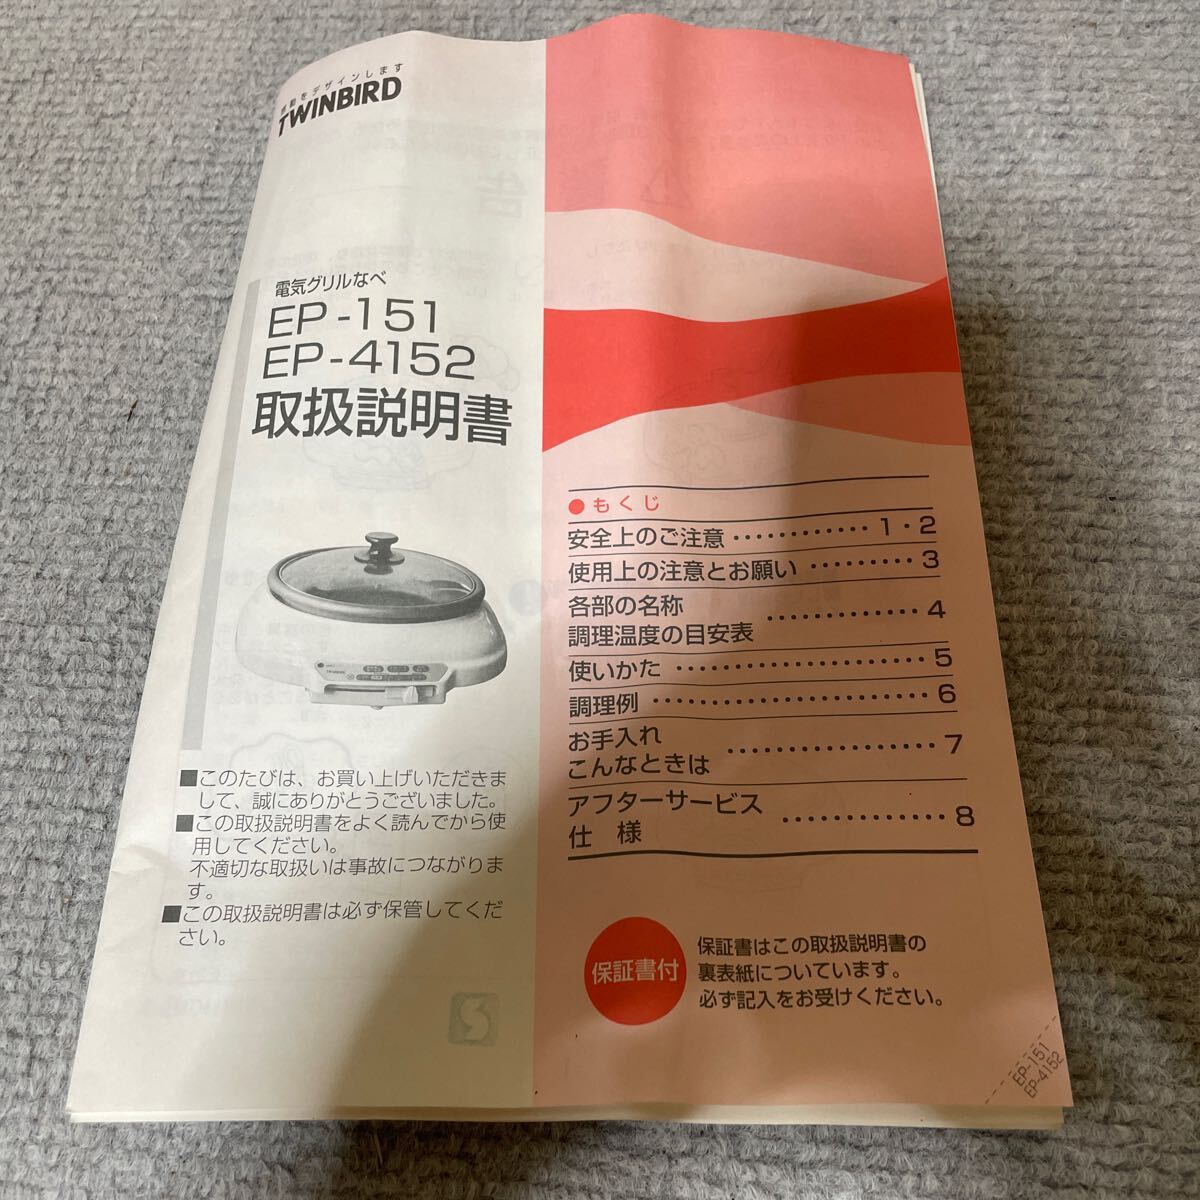 感動をデザインします
TWINBIRD
電気グリルなべ
EP-151
EP-4152
取扱説明書
■このたびは、お買い上げいただきま
して、誠にありがとうございました。
■この取扱説明書をよく読んでから使
用してください。
不適切な取扱いは事故につながりま
す。
■この取扱説明書は必ず保管してくだ
さい。
●もくじ
安全上のご注意 ············ 1・2
使用上の注意とお願い ········· 3
各部の名称
調理温度の目安表 ············ 4
使いかた ······················ 5
調理例 ························ 6
お手入れ
こんなときは ·················· 7
アフターサービス
仕 様 ·············· 8
保証書付
保証書はこの取扱説明書の
裏表紙についています。
必ず記入をお受けください。
EP-151
EP-4152